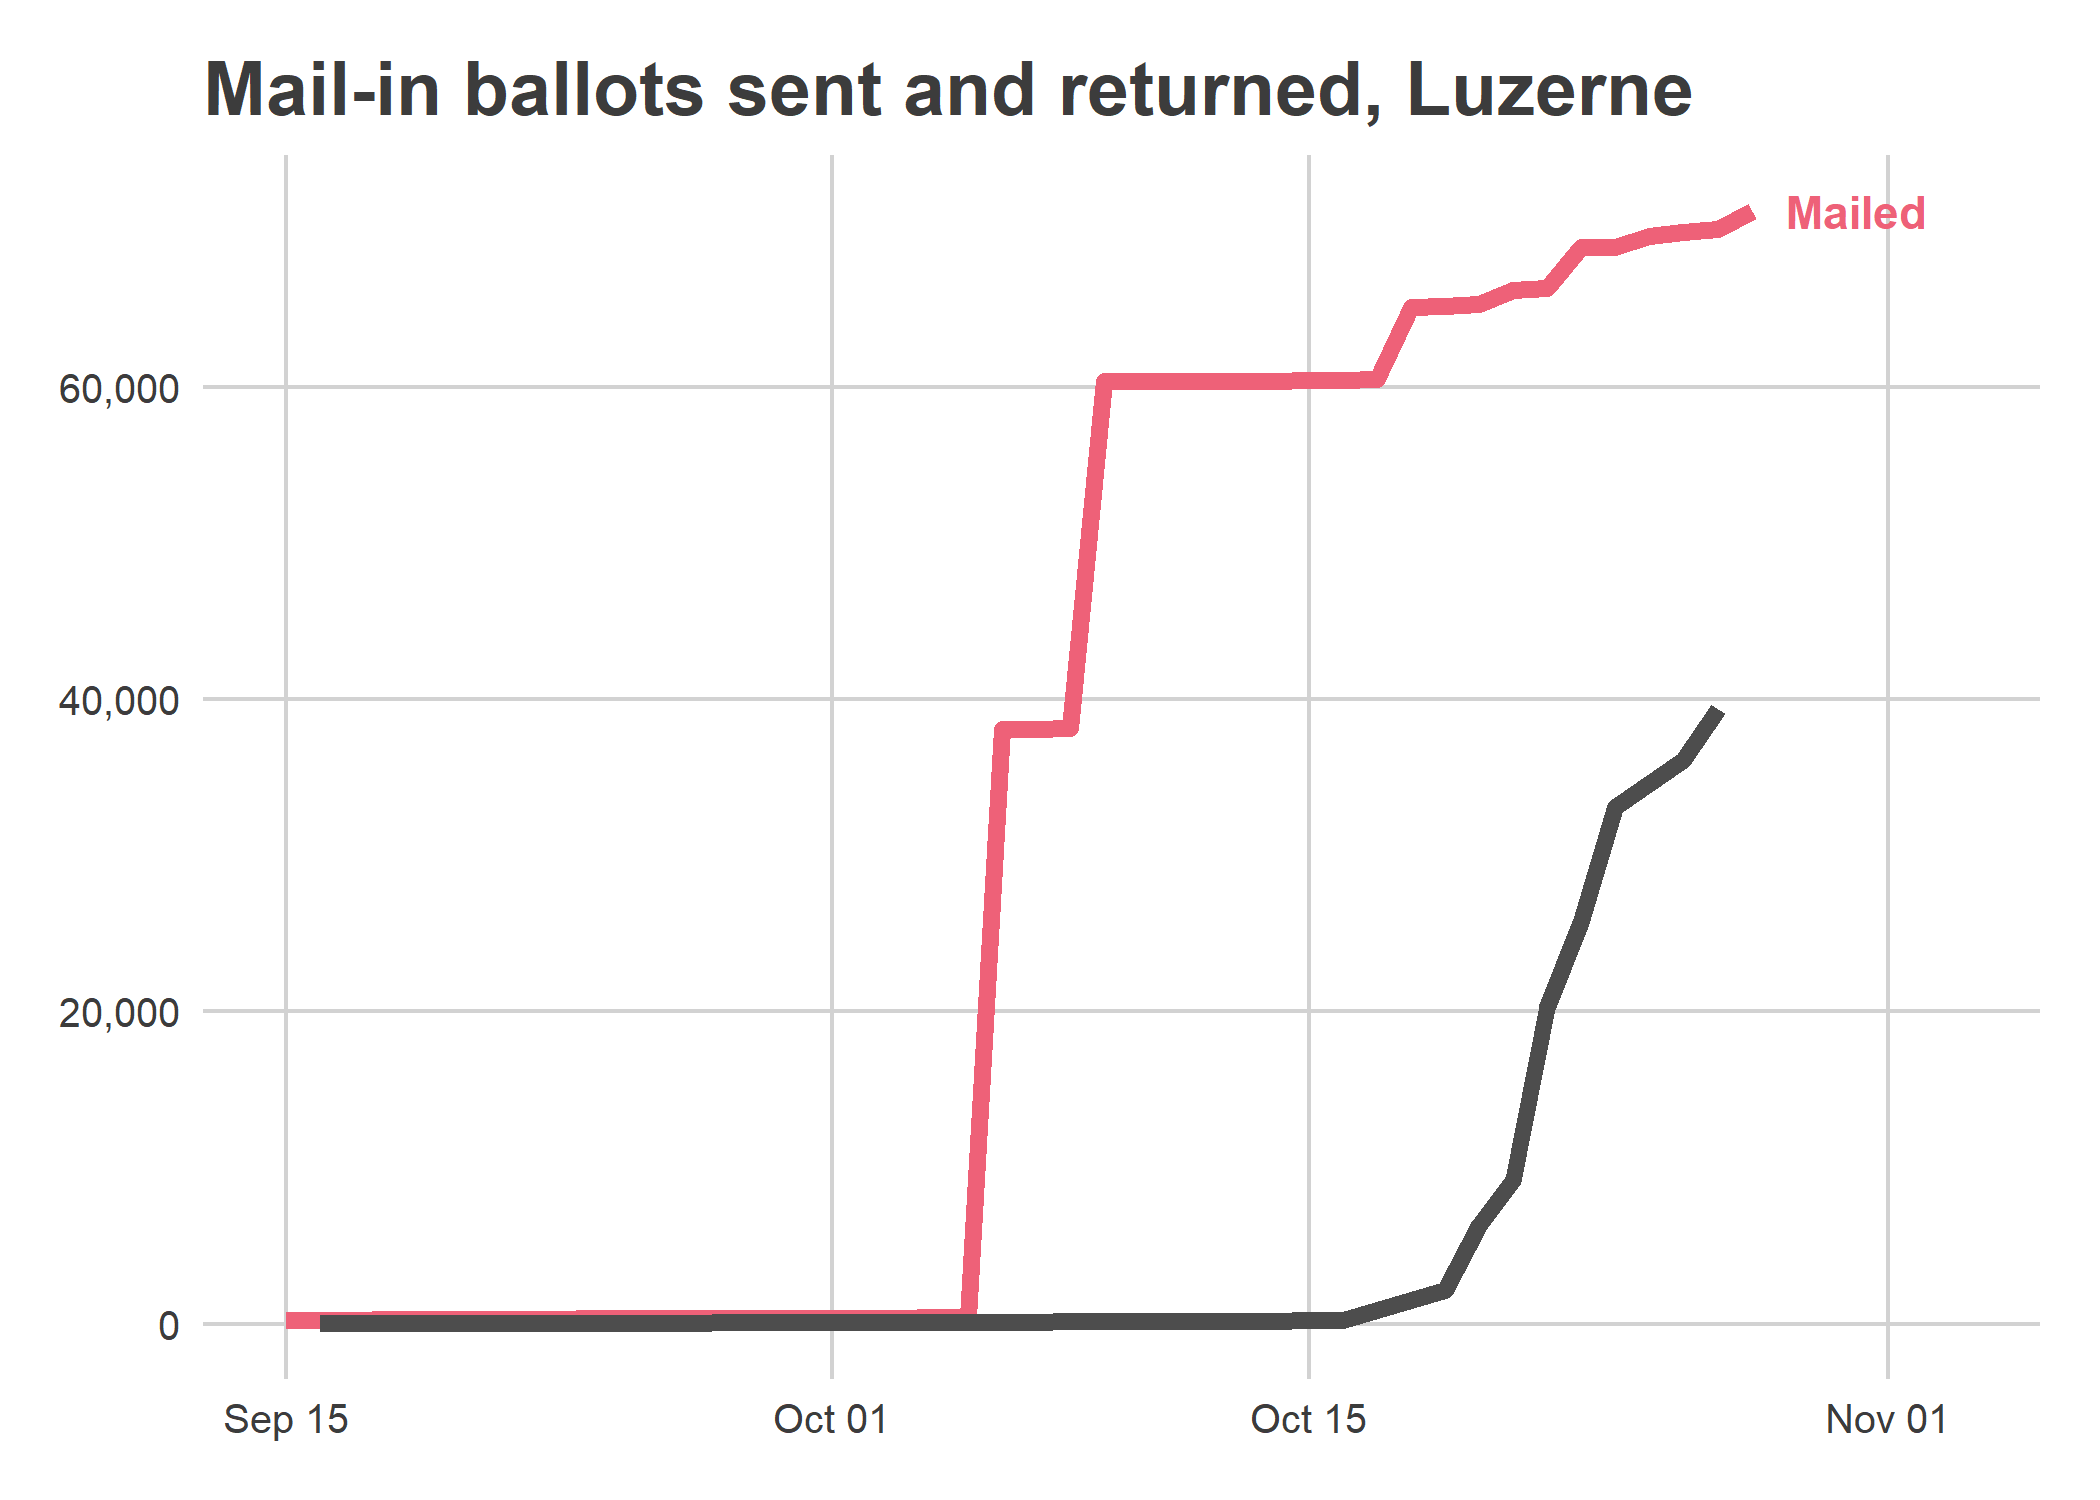 Mail-in ballots sent and returned, Luzerne
Mailed
60,000
40,000
20,000
0
Sep 15
Oct 01
Oct 15
Nov 01